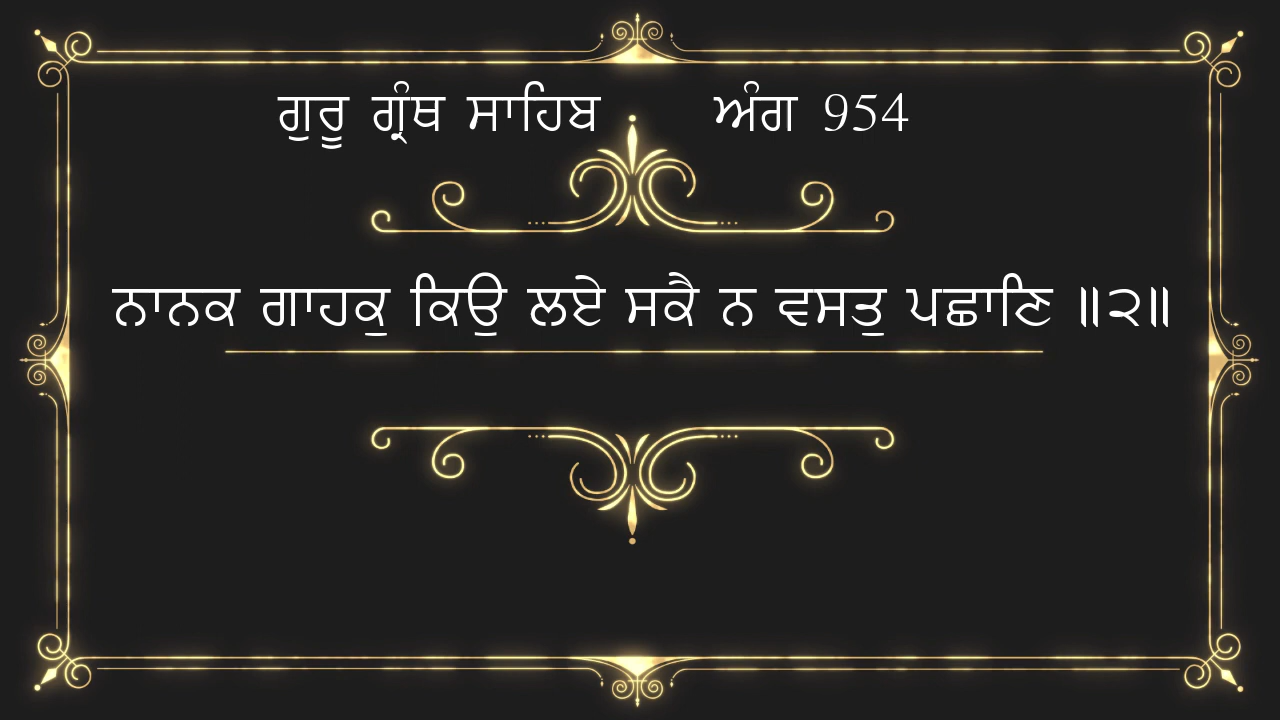 ਗੁਰੂ ਗ੍ਰੰਥ ਸਾਹਿਬ ਅੰਗ 954
ਨਾਨਕ ਗਾਹਕੁ ਕਿਉ ਲਏ ਸਕੈ ਨ ਵਸਤੁ ਪਛਾਣਿ ॥੨॥